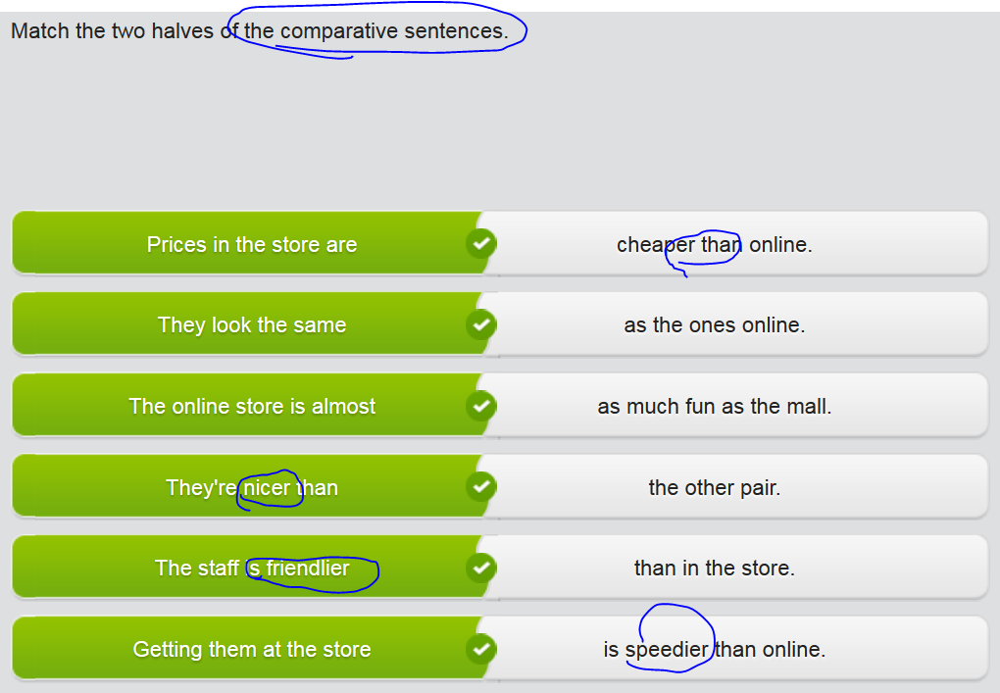 Match the two halves of the comparative sentences.
Prices in the store are cheaper than online.
They look the same as the ones online.
The online store is almost as much fun as the mall.
They're nicer than the other pair.
The staff is friendlier than in the store.
Getting them at the store is speedier than online.